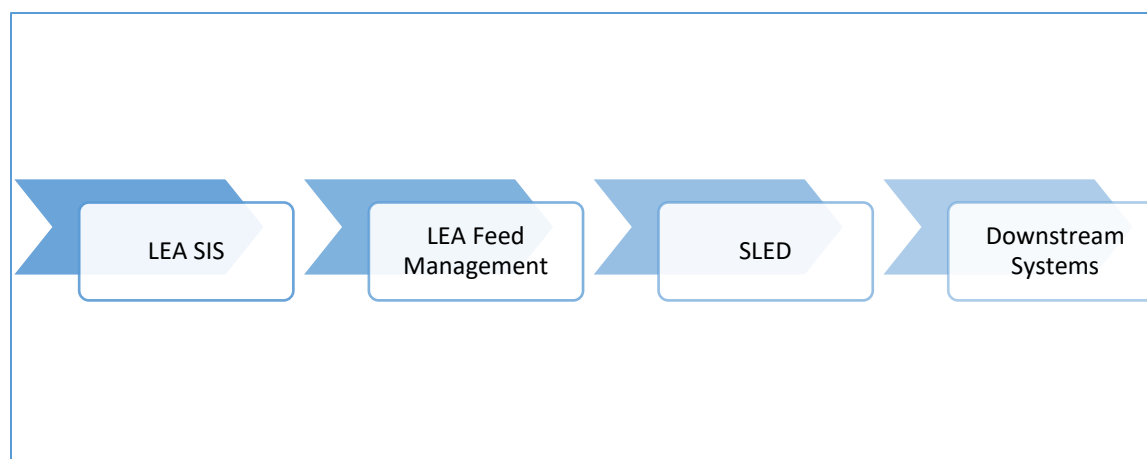 LEA SIS
LEA Feed
Management
SLED
Downstream
Systems